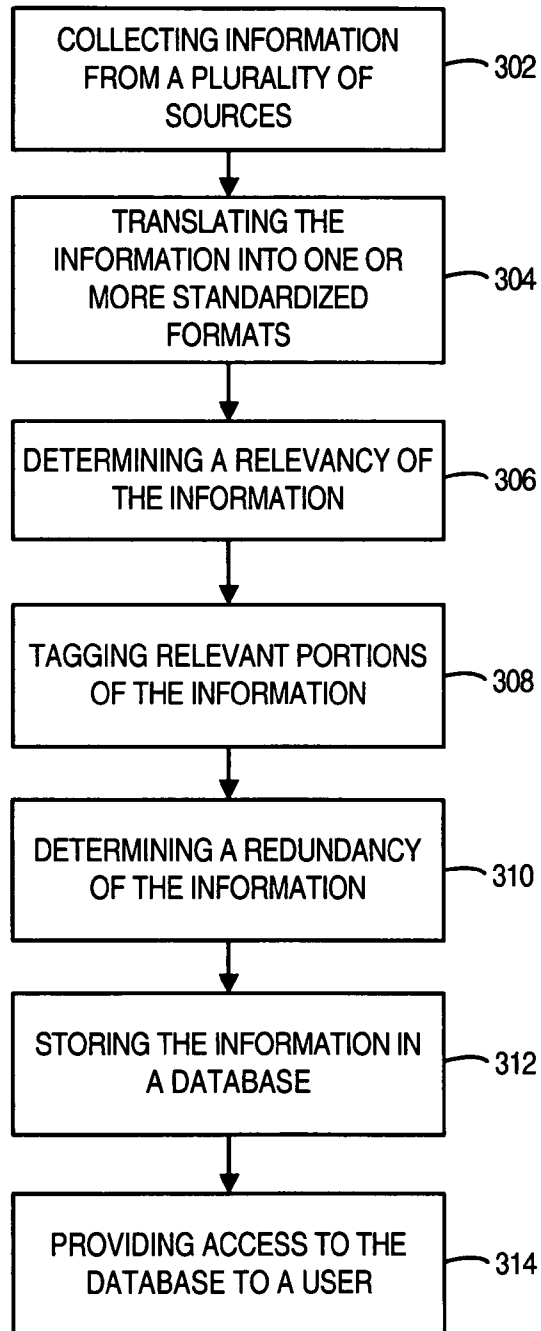 COLLECTING INFORMATION
FROM A PLURALITY OF
SOURCES
302
TRANSLATING THE
INFORMATION INTO ONE OR
MORE STANDARDIZED
FORMATS
304
DETERMINING A RELEVANCY OF
THE INFORMATION
306
TAGGING RELEVANT PORTIONS
OF THE INFORMATION
308
DETERMINING A REDUNDANCY
OF THE INFORMATION
310
STORING THE INFORMATION IN
A DATABASE
312
PROVIDING ACCESS TO THE
DATABASE TO A USER
314